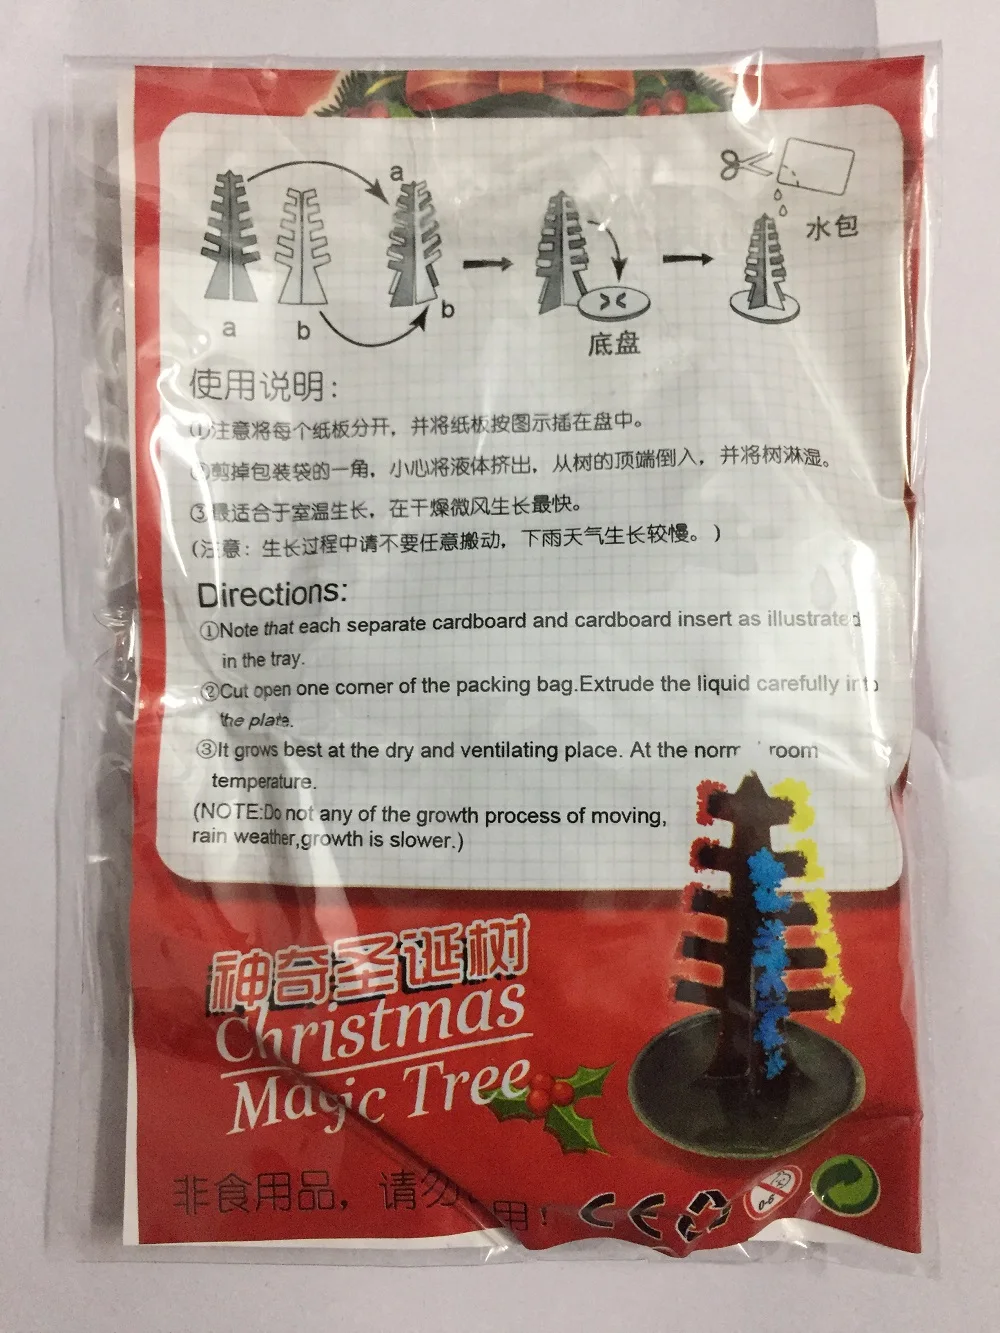 a
水包
a
b
b
底盘
使用说明：
①注意将每个纸板分开，并将纸板按图示插在盘中。
②剪掉包装袋的一角，小心将液体挤出，从树的顶端倒入，并将树淋湿。
③最适合于室温生长，在干燥微风生长最快。
(注意：生长过程中请不要任意搬动，下雨天气生长较慢。)
Directions:
①Note that each separate cardboard and cardboard insert as illustrated
in the tray.
②Cut open one corner of the packing bag.Extrude the liquid carefully into
the plate.
③It grows best at the dry and ventilating place. At the room
temperature.
(NOTE:Do not any of the growth process of moving,
rain weather,growth is slower.)
神奇圣诞树
Christmas
Magic Tree
非食用品，请勿 用！
CE
0-6